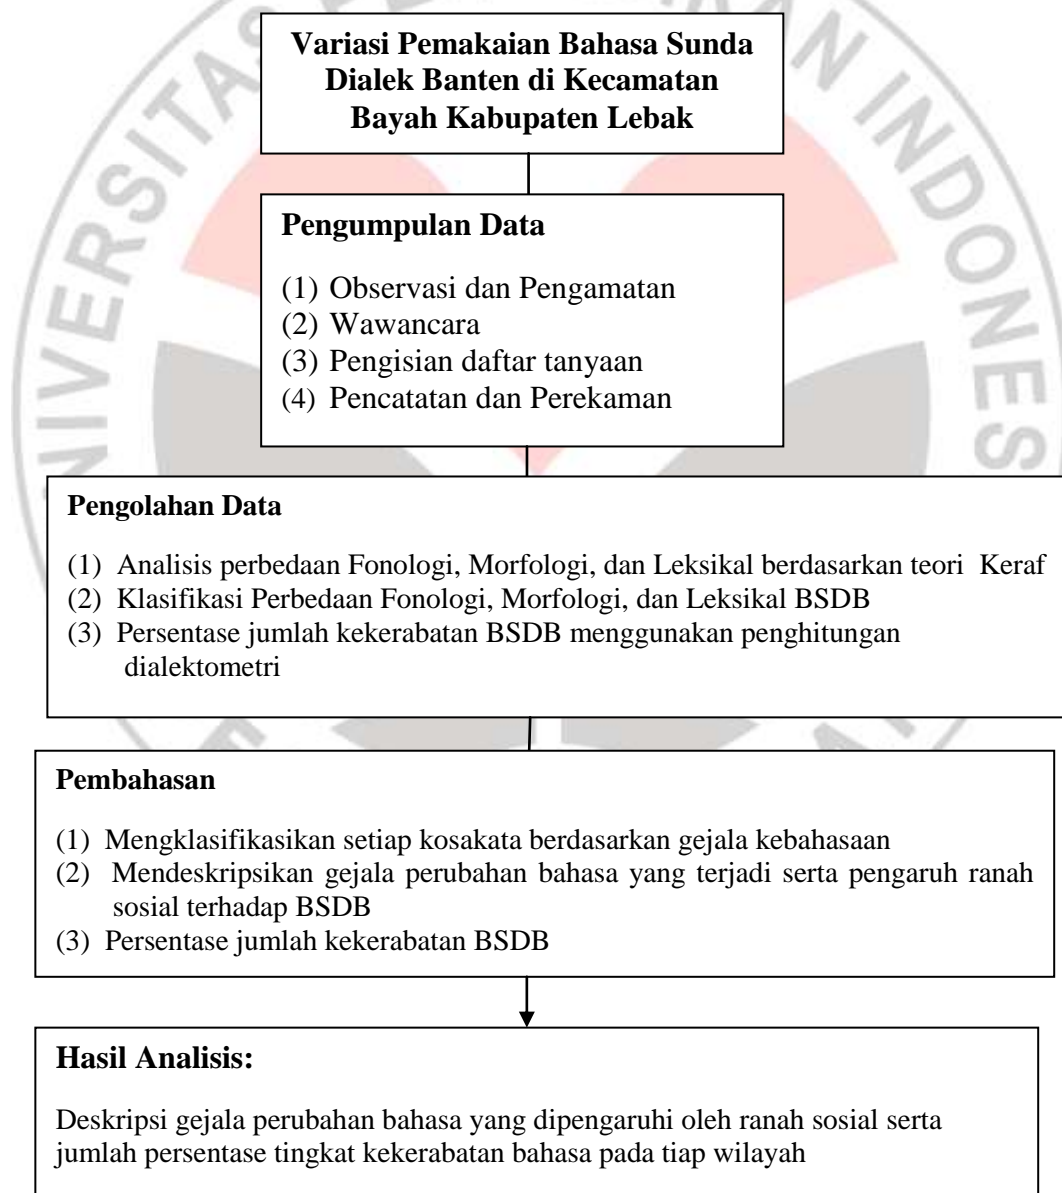 Variasi Pemakaian Bahasa Sunda
Dialek Banten di Kecamatan
Bayah Kabupaten Lebak
Pengumpulan Data
(1) Observasi dan Pengamatan
(2) Wawancara
(3) Pengisian daftar tanyaan
(4) Pencatatan dan Perekaman
Pengolahan Data
(1) Analisis perbedaan Fonologi, Morfologi, dan Leksikal berdasarkan teori Keraf
(2) Klasifikasi Perbedaan Fonologi, Morfologi, dan Leksikal BSDB
(3) Persentase jumlah kekerabatan BSDB menggunakan penghitungan
dialektometri
Pembahasan
(1) Mengklasifikasikan setiap kosakata berdasarkan gejala kebahasaan
(2) Mendeskripsikan gejala perubahan bahasa yang terjadi serta pengaruh ranah
sosial terhadap BSDB
(3) Persentase jumlah kekerabatan BSDB
Hasil Analisis:
Deskripsi gejala perubahan bahasa yang dipengaruhi oleh ranah sosial serta
jumlah persentase tingkat kekerabatan bahasa pada tiap wilayah